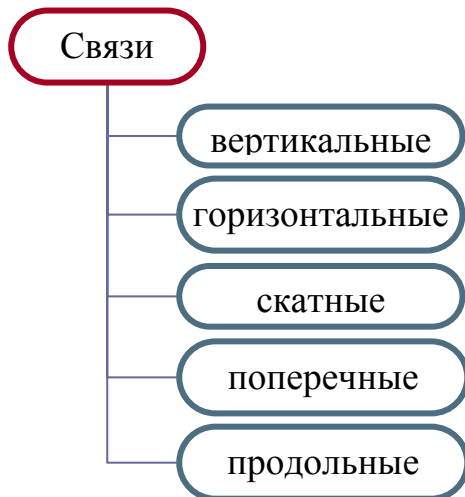 Связи
вертикальные
горизонтальные
скатные
поперечные
продольные